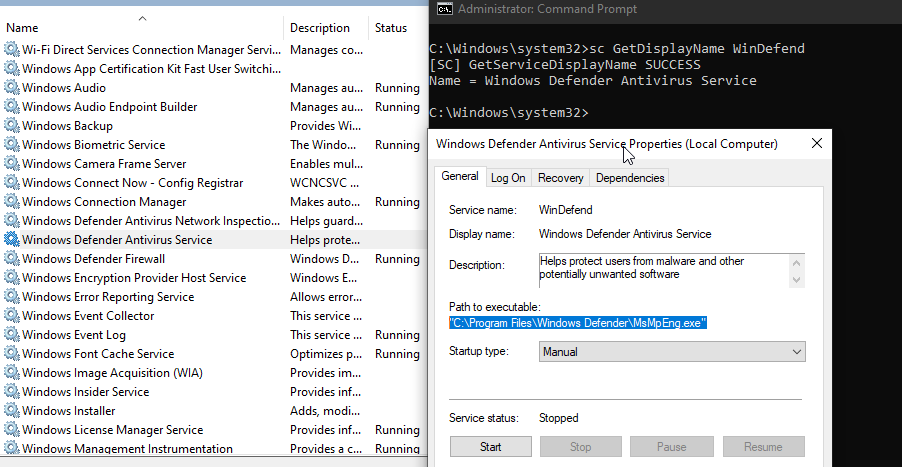 Name Description Status
Wi-Fi Direct Services Connection Manager Servi... Manages co...
Windows App Certification Kit Fast User Switchi...
Windows Audio Manages au... Running
Windows Audio Endpoint Builder Manages au... Running
Windows Backup Provides Wi...
Windows Biometric Service The Windo... Running
Windows Camera Frame Server Enables mul...
Windows Connect Now - Config Registrar WCNCSVC ...
Windows Connection Manager Makes auto... Running
Windows Defender Antivirus Network Inspectio... Helps guard...
Windows Defender Antivirus Service Helps prote...
Windows Defender Firewall Windows D... Running
Windows Encryption Provider Host Service Windows E...
Windows Error Reporting Service Allows error...
Windows Event Collector This service ...
Windows Event Log This service ... Running
Windows Font Cache Service Optimizes p... Running
Windows Image Acquisition (WIA) Provides im...
Windows Insider Service Provides inf...
Windows Installer Adds, modi...
Windows License Manager Service Provides inf... Running
Windows Management Instrumentation Provides a c... Running
Administrator: Command Prompt
C:\Windows\system32>sc GetDisplayName WinDefend
[SC] GetServiceDisplayName SUCCESS
Name = Windows Defender Antivirus Service
C:\Windows\system32>
Windows Defender Antivirus Service Properties (Local Computer)
General Log On Recovery Dependencies
Service name: WinDefend
Display name: Windows Defender Antivirus Service
Description: Helps protect users from malware and other
potentially unwanted software
Path to executable:
"C:\Program Files\Windows Defender\MsMpEng.exe"
Startup type: Manual
Service status: Stopped
Start Stop Pause Resume